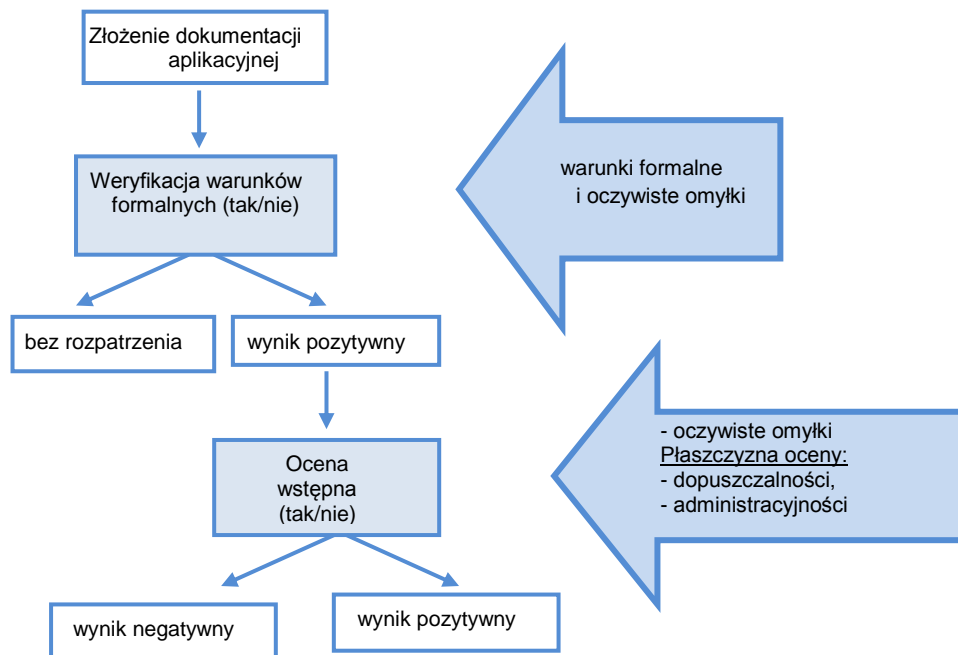 Złożenie dokumentacji
aplikacyjnej
Weryfikacja warunków
formalnych (tak/nie)
warunki formalne
i oczywiste omyłki
bez rozpatrzenia
wynik pozytywny
Ocena
wstępna
(tak/nie)
- oczywiste omyłki
Płaszczyzna oceny:
- dopuszczalności,
- administracyjności
wynik negatywny
wynik pozytywny